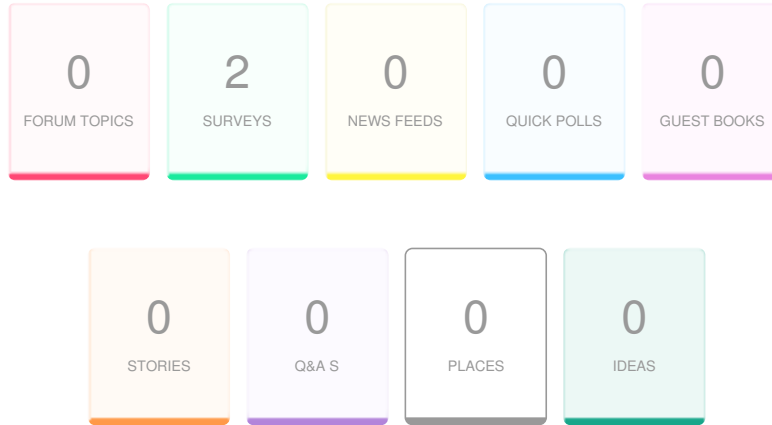 0 2 0 0 0
FORUM TOPICS SURVEYS NEWS FEEDS QUICK POLLS GUEST BOOKS
0 0 0 0
STORIES Q&A S PLACES IDEAS